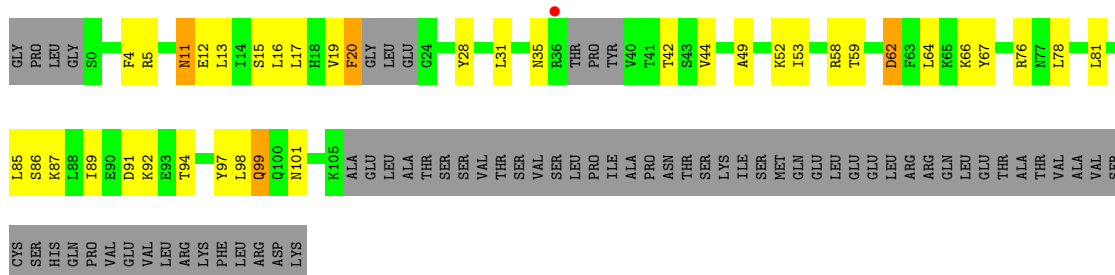 GLY PRO LEU GLY S0 F4 R5 N11 E12 L13 I14 S15 L16 L17 H18 V19 F20 GLY LEU GLU G24 Y28 L31 N35 R36 THR PRO TYR V40 T41 T42 S43 V44 A49 K52 I53 R58 T59 D62 F63 L64 K65 K66 Y67 R76 N77 L78 L81
L85 S86 K87 L88 I89 E90 D91 K92 E93 T94 Y97 L98 Q99 Q100 N101 K105 ALA GLU LEU ALA THR SER SER VAL THR SER VAL SER LEU PRO ILE ALA PRO ASN THR SER LYS ILE SER MET GLN GLU LEU GLU GLU LEU ARG ARG GLN LEU GLU THR ALA THR VAL ALA VAL SER
CYS SER HIS GLN PRO VAL GLU VAL LEU ARG LYS PHE LEU ARG ASP LYS